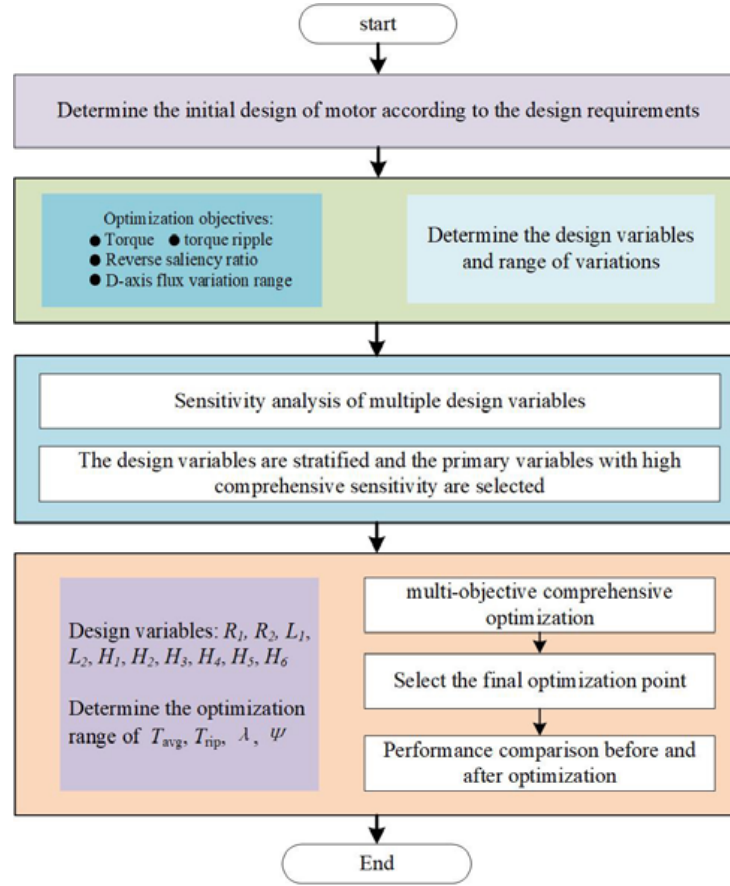 start
Determine the initial design of motor according to the design requirements
Optimization objectives:
● Torque ● torque ripple
● Reverse saliency ratio
● D-axis flux variation range
Determine the design variables
and range of variations
Sensitivity analysis of multiple design variables
The design variables are stratified and the primary variables with high
comprehensive sensitivity are selected
Design variables: R₁, R₂, L₁,
L₂, H₁, H₂, H₃, H₄, H₅, H₆
Determine the optimization
range of T_avg, T_rip, λ, Ψ
multi-objective comprehensive
optimization
Select the final optimization point
Performance comparison before and
after optimization
End